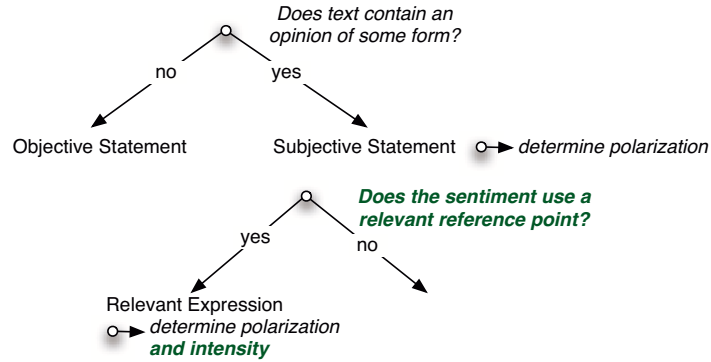 Does text contain an
opinion of some form?
no
yes
Objective Statement
Subjective Statement
determine polarization
Does the sentiment use a
relevant reference point?
yes
no
Relevant Expression
determine polarization
and intensity